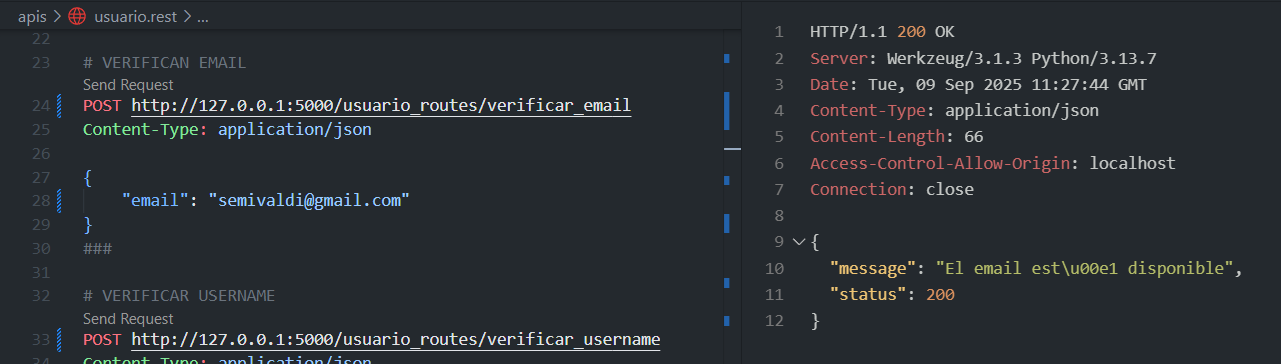 apis > usuario.rest > ...
22
23 # VERIFICAN EMAIL
Send Request
24 POST http://127.0.0.1:5000/usuario_routes/verificar_email
25 Content-Type: application/json
26
27 {
28 "email": "semivaldi@gmail.com"
29 }
30 ###
31
32 # VERIFICAR USERNAME
Send Request
33 POST http://127.0.0.1:5000/usuario_routes/verificar_username
34 Content-Type: application/json
1 HTTP/1.1 200 OK
2 Server: Werkzeug/3.1.3 Python/3.13.7
3 Date: Tue, 09 Sep 2025 11:27:44 GMT
4 Content-Type: application/json
5 Content-Length: 66
6 Access-Control-Allow-Origin: localhost
7 Connection: close
8
9 {
10 "message": "El email est\u00e1 disponible",
11 "status": 200
12 }